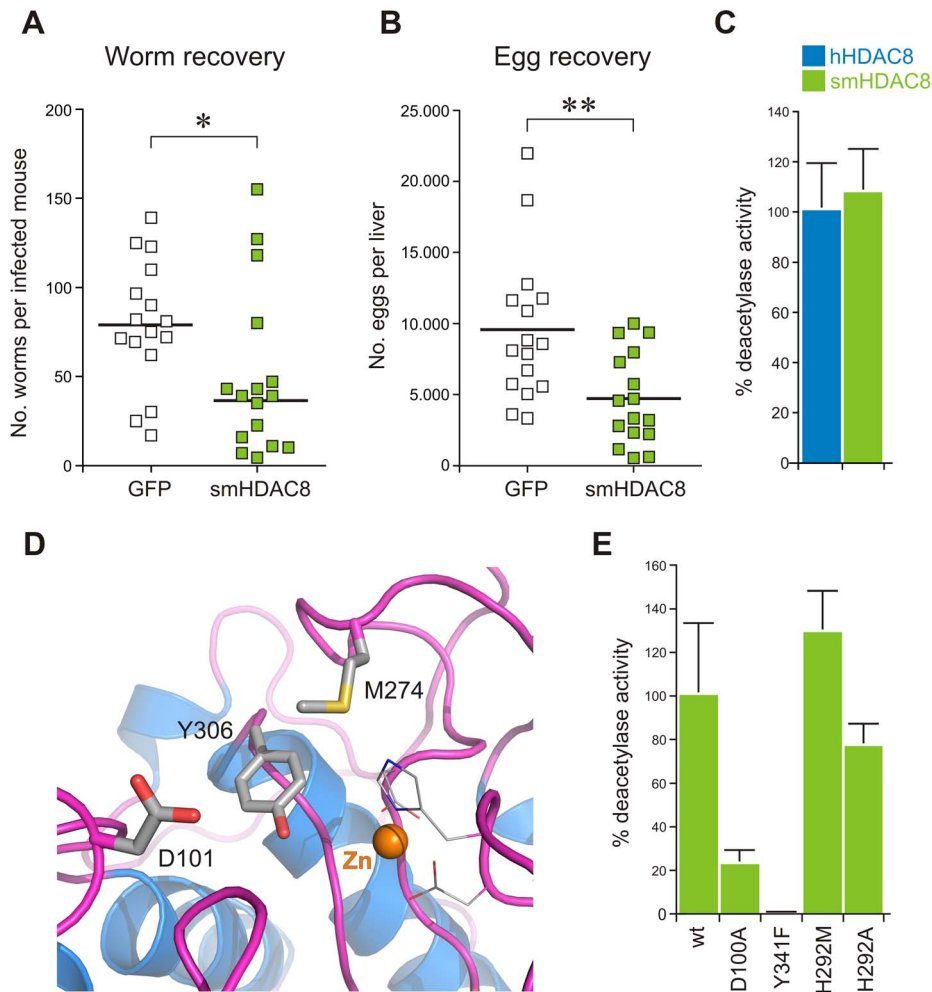 A
Worm recovery
No. worms per infected mouse
200
150
100
50
0
*
GFP
smHDAC8
B
Egg recovery
No. eggs per liver
25.000
20.000
15.000
10.000
5.000
0
**
GFP
smHDAC8
C
hHDAC8
smHDAC8
% deacetylase activity
140
120
100
80
60
40
20
0
D
M274
Y306
D101
Zn
E
% deacetylase activity
160
140
120
100
80
60
40
20
0
wt
D100A
Y341F
H292M
H292A